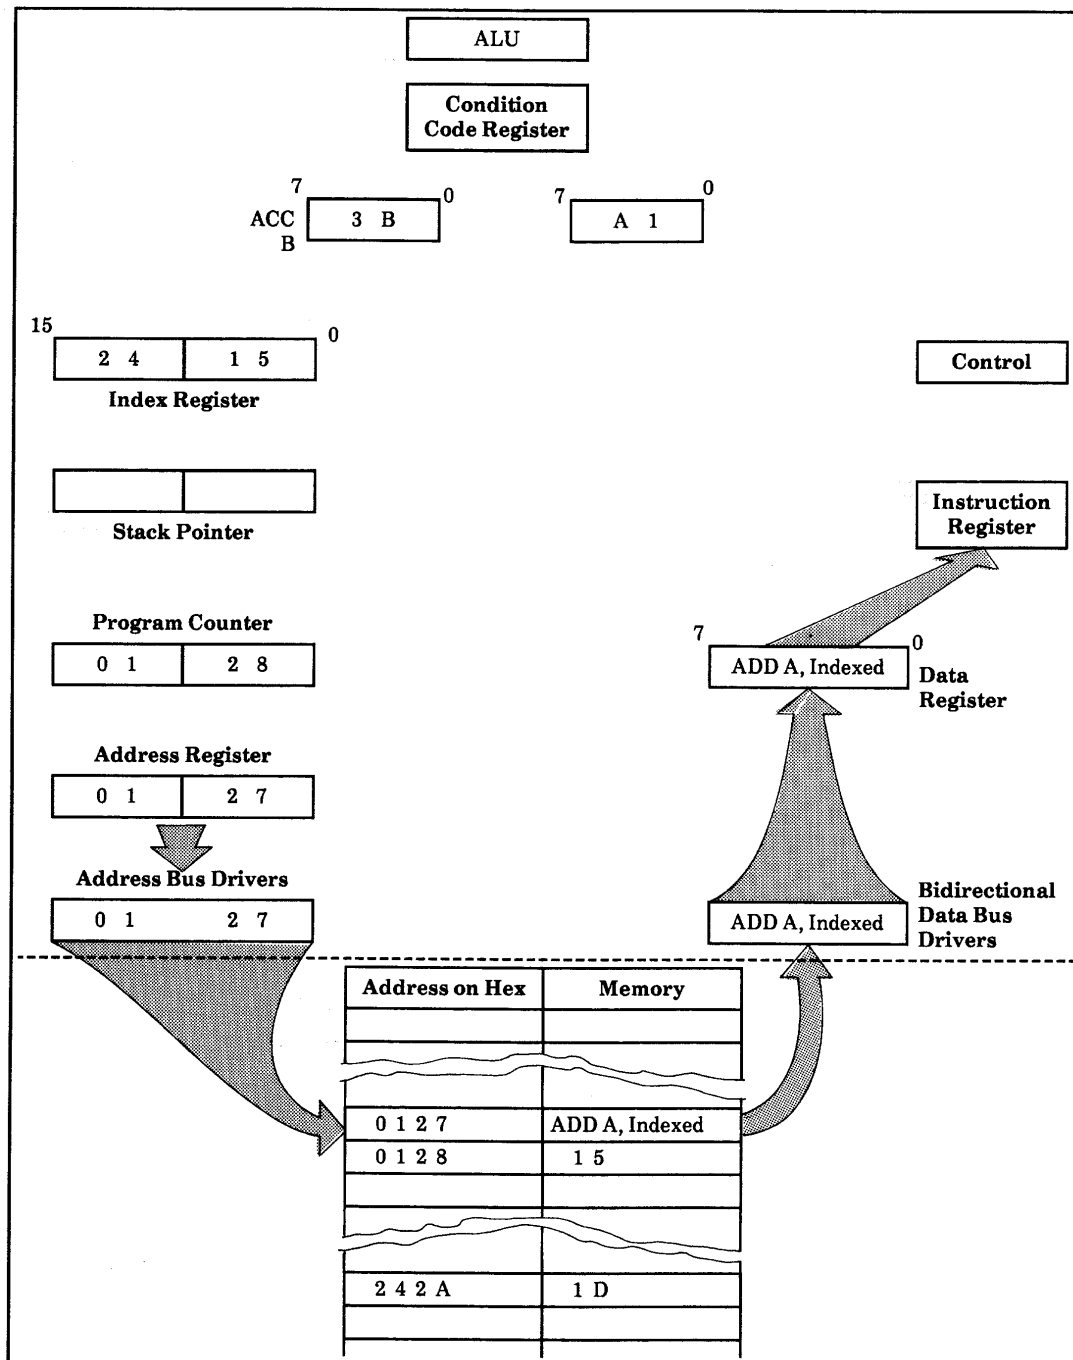 ALU
Condition
Code Register
7
0
7
0
ACC
B
3 B
A 1
15
0
2 4
1 5
Index Register
Control
Stack Pointer
Instruction
Register
Program Counter
0 1
2 8
7
0
ADD A, Indexed
Data
Register
Address Register
0 1
2 7
Address Bus Drivers
0 1
2 7
ADD A, Indexed
Bidirectional
Data Bus
Drivers
Address on Hex
Memory
0 1 2 7
ADD A, Indexed
0 1 2 8
1 5
2 4 2 A
1 D